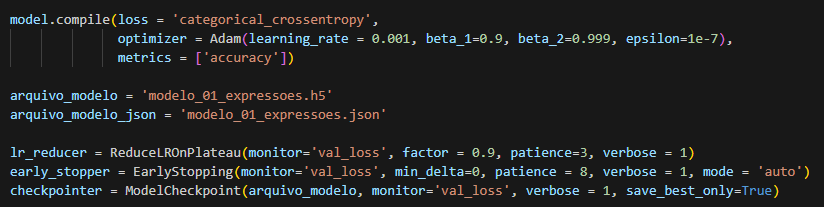 model.compile(loss = 'categorical_crossentropy',
optimizer = Adam(learning_rate = 0.001, beta_1=0.9, beta_2=0.999, epsilon=1e-7),
metrics = ['accuracy'])
arquivo_modelo = 'modelo_01_expressoes.h5'
arquivo_modelo_json = 'modelo_01_expressoes.json'
lr_reducer = ReduceLROnPlateau(monitor='val_loss', factor = 0.9, patience=3, verbose = 1)
early_stopper = EarlyStopping(monitor='val_loss', min_delta=0, patience = 8, verbose = 1, mode = 'auto')
checkpointer = ModelCheckpoint(arquivo_modelo, monitor='val_loss', verbose = 1, save_best_only=True)